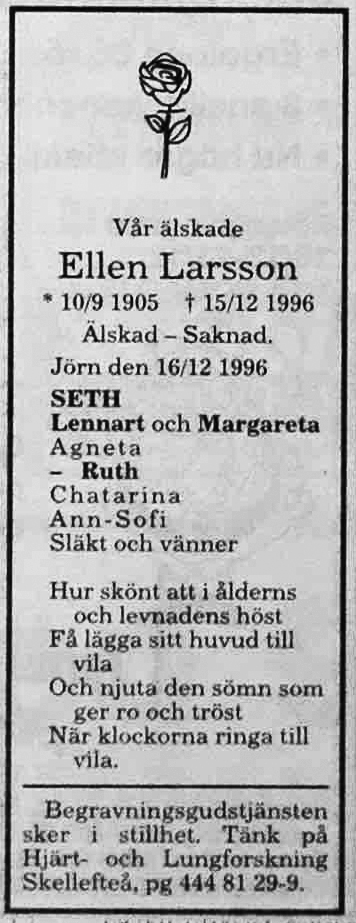 Vår älskade
Ellen Larsson
* 10/9 1905 † 15/12 1996
Älskad – Saknad.
Jörn den 16/12 1996
SETH
Lennart och Margareta
Agneta
– Ruth
Chatarina
Ann-Sofi
Släkt och vänner
Hur skönt att i ålderns
och levnadens höst
Få lägga sitt huvud till
vila
Och njuta den sömn som
ger ro och tröst
När klockorna ringa till
vila.
Begravningsgudstjänsten
sker i stillhet. Tänk på
Hjärt- och Lungforskning
Skellefteå, pg 444 81 29-9.